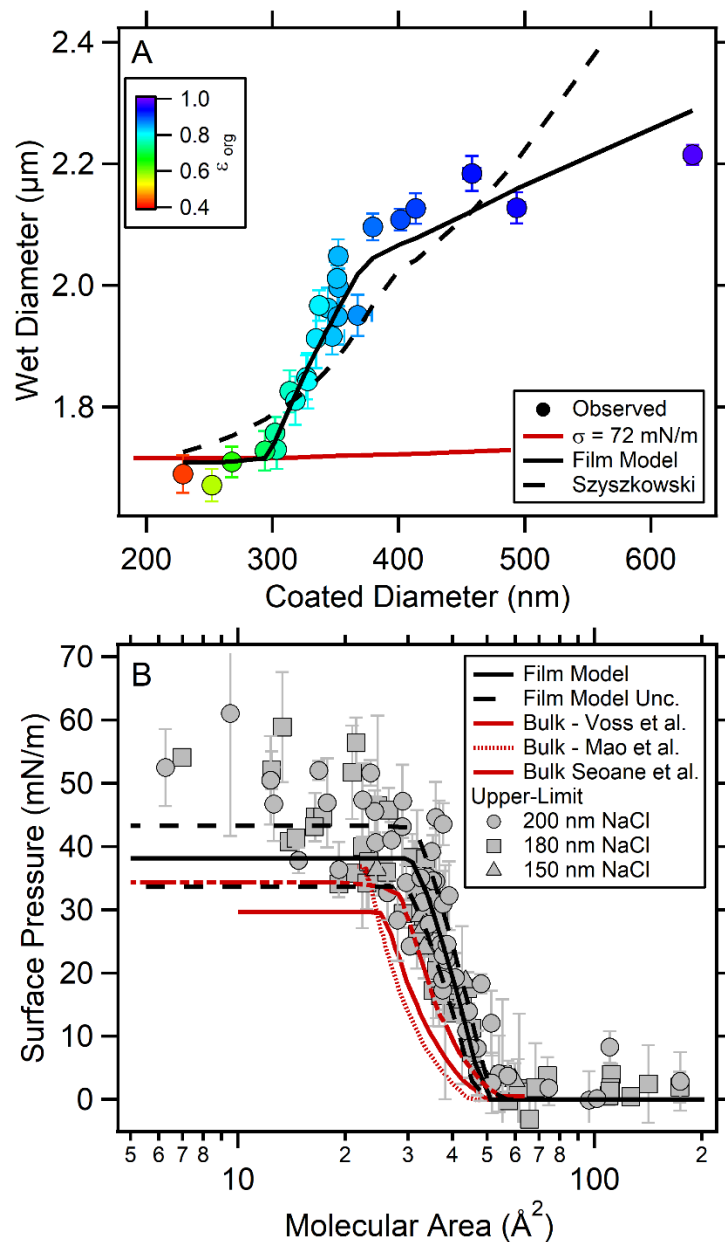 A
2.4
2.2
2.0
1.8
Wet Diameter (µm)
1.0
0.8
0.6
0.4
ε org
Observed
σ = 72 mN/m
Film Model
Szyszkowski
200 300 400 500 600
Coated Diameter (nm)
B
70
60
50
40
30
20
10
0
Surface Pressure (mN/m)
Film Model
Film Model Unc.
Bulk - Voss et al.
Bulk - Mao et al.
Bulk Seoane et al.
Upper-Limit
200 nm NaCl
180 nm NaCl
150 nm NaCl
5 6 7 8 10 2 3 4 5 6 7 8 100 2
Molecular Area (Å²)